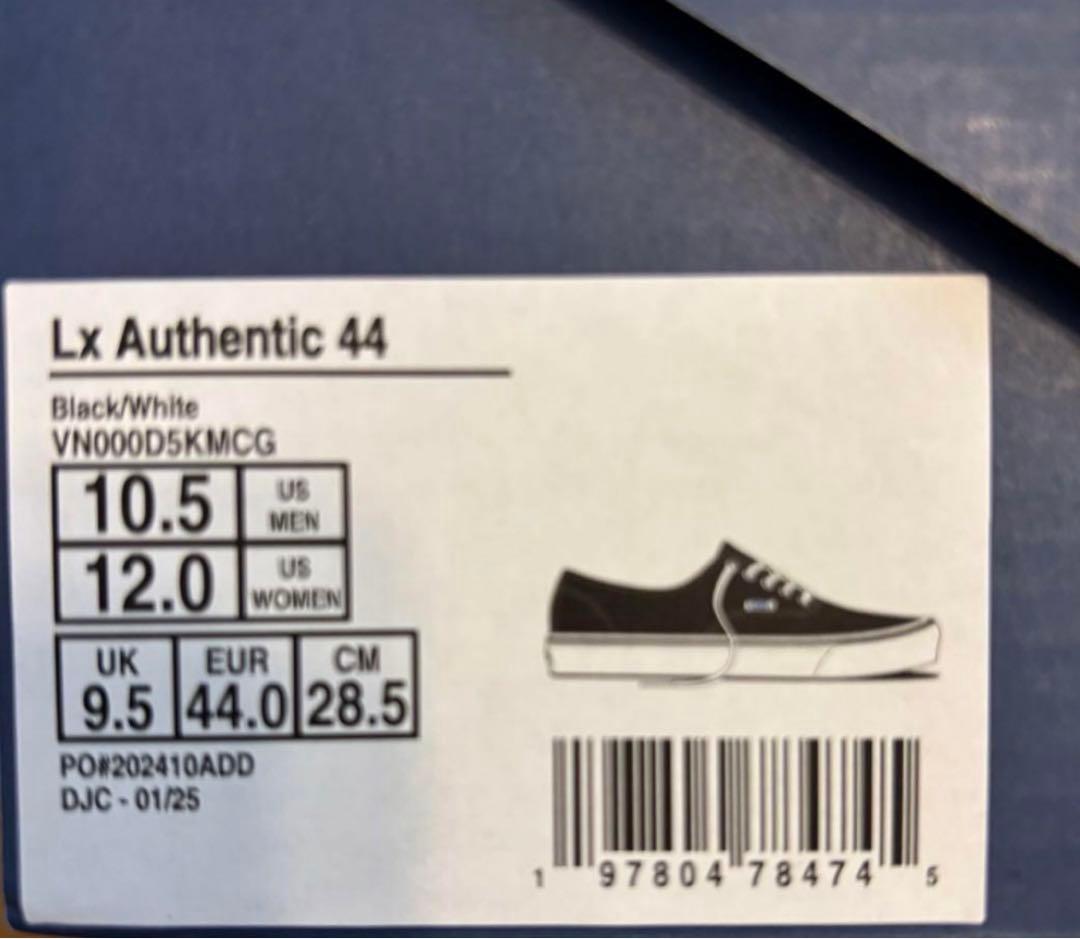 Lx Authentic 44
Black/White
VN000D5KMCG
10.5 US MEN
12.0 US WOMEN
UK EUR CM
9.5 44.0 28.5
PO#202410ADD
DJC - 01/25
1 97804 78474 5